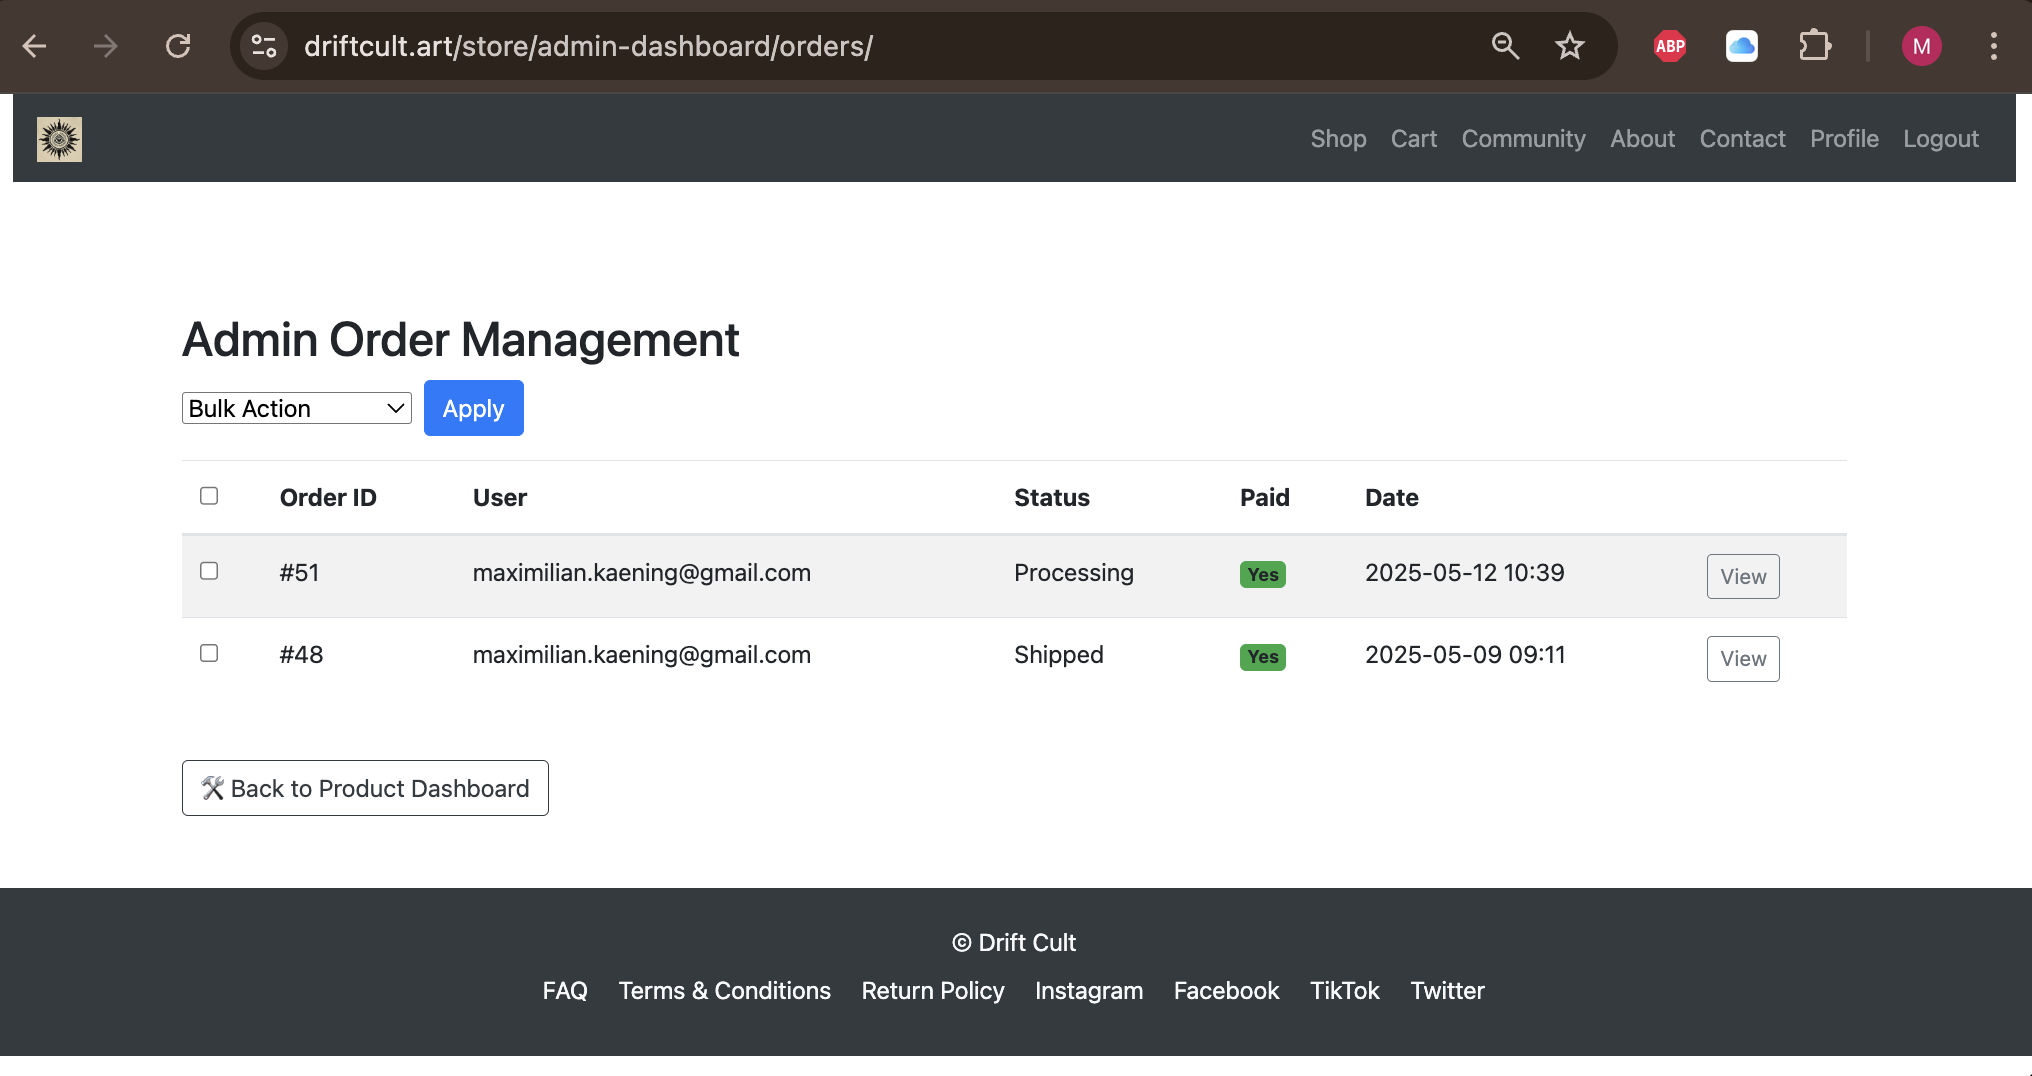 driftcult.art/store/admin-dashboard/orders/
ABP
M
Shop Cart Community About Contact Profile Logout
Admin Order Management
Bulk Action Apply
Order ID User Status Paid Date
#51 maximilian.kaening@gmail.com Processing Yes 2025-05-12 10:39 View
#48 maximilian.kaening@gmail.com Shipped Yes 2025-05-09 09:11 View
Back to Product Dashboard
© Drift Cult
FAQ Terms & Conditions Return Policy Instagram Facebook TikTok Twitter